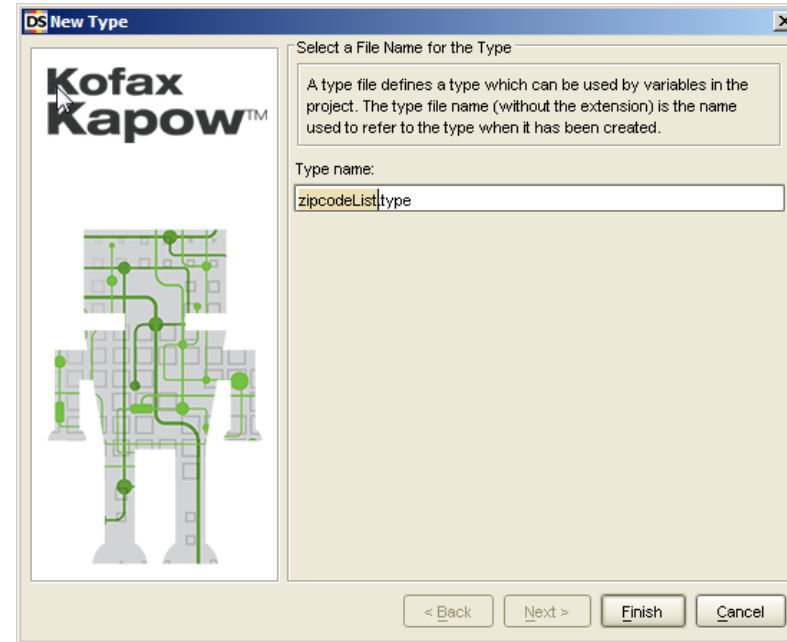 DS New Type
Kofax
Kapow™
Select a File Name for the Type
A type file defines a type which can be used by variables in the
project. The type file name (without the extension) is the name
used to refer to the type when it has been created.
Type name:
zipcodeList.type
< Back Next > Finish Cancel